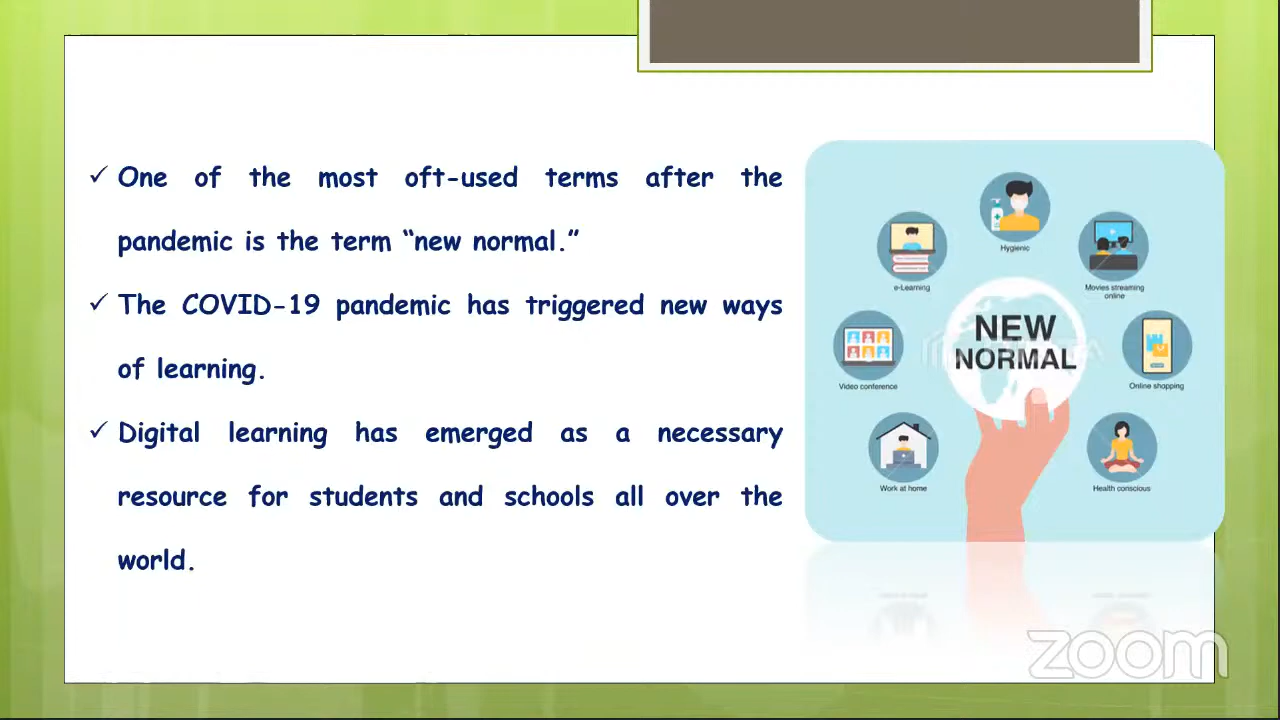 One of the most oft-used terms after the
pandemic is the term “new normal.”
The COVID-19 pandemic has triggered new ways
of learning.
Digital learning has emerged as a necessary
resource for students and schools all over the
world.
Hygienic
e-Learning
Movies streaming
online
NEW
NORMAL
Video conference
Online shopping
Work at home
Health conscious
zoom